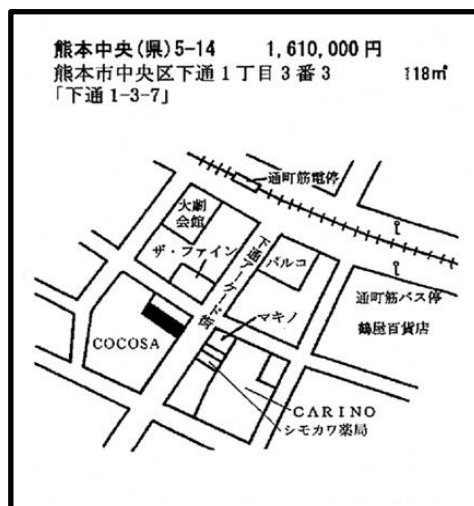 熊本中央(県)5-14 1,610,000円
熊本市中央区下通1丁目3番3 118㎡
「下通1-3-7」
通町筋電停
大劇
会館
ザ・ファイン
下通アーケード街
パルコ
通町筋バス停
マキノ
鶴屋百貨店
COCOSA
CARINO
シモカワ薬局